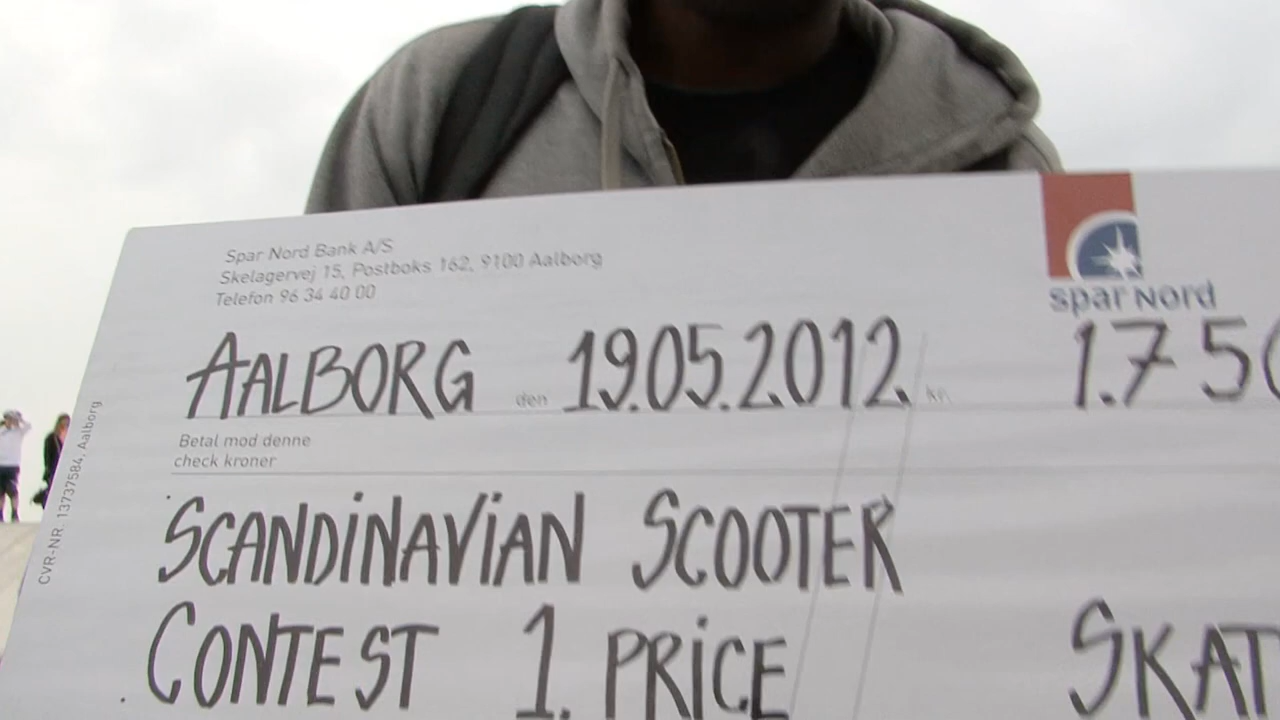 Spar Nord Bank A/S
Skelagervej 15, Postboks 162, 9100 Aalborg
Telefon 96 34 40 00
spar nord
AALBORG den 19.05.2012. kr. 1.750
Betal mod denne
check kroner
SCANDINAVIAN SCOOTER
CONTEST 1. PRICE SKAT
CVR-NR. 13737584, Aalborg